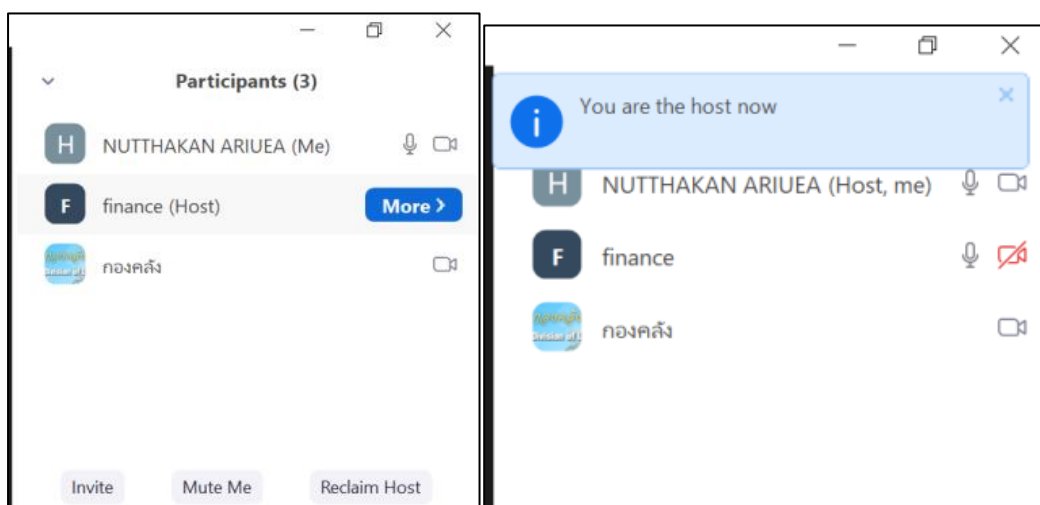 Participants (3)
H NUTTHAKAN ARIUEA (Me)
F finance (Host) More >
กองคลัง
Invite Mute Me Reclaim Host
i You are the host now
H NUTTHAKAN ARIUEA (Host, me)
F finance
กองคลัง